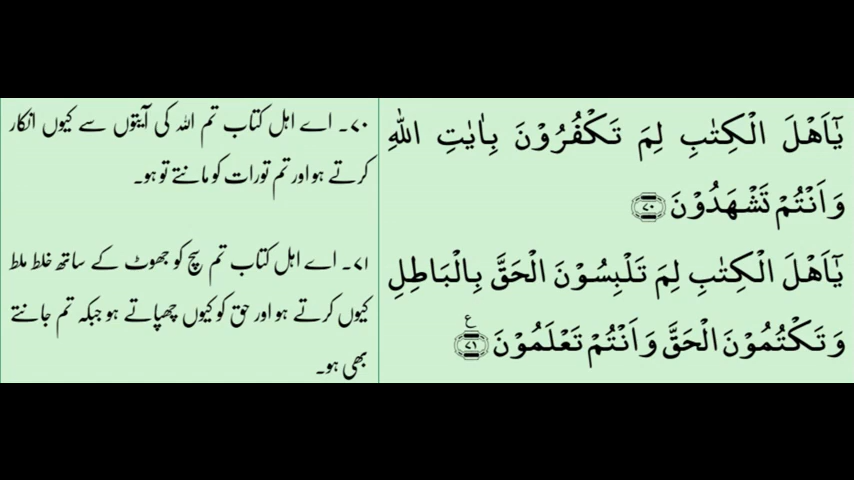 يٰۤاَهْلَ الْكِتٰبِ لِمَ تَكْفُرُوْنَ بِاٰيٰتِ اللّٰهِ
وَ اَنْتُمْ تَشْهَدُوْنَ ﴿۷۰﴾
يٰۤاَهْلَ الْكِتٰبِ لِمَ تَلْبِسُوْنَ الْحَقَّ بِالْبَاطِلِ
وَ تَكْتُمُوْنَ الْحَقَّ وَ اَنْتُمْ تَعْلَمُوْنَ ﴿۷۱﴾ ع
۷۰۔ اے اہل کتاب تم اللہ کی آیتوں سے کیوں انکار
کرتے ہو اور تم تورات کو مانتے تو ہو۔
۷۱۔ اے اہل کتاب تم سچ کو جھوٹ کے ساتھ خلط ملط
کیوں کرتے ہو اور حق کو کیوں چھپاتے ہو جبکہ تم جانتے
بھی ہو۔